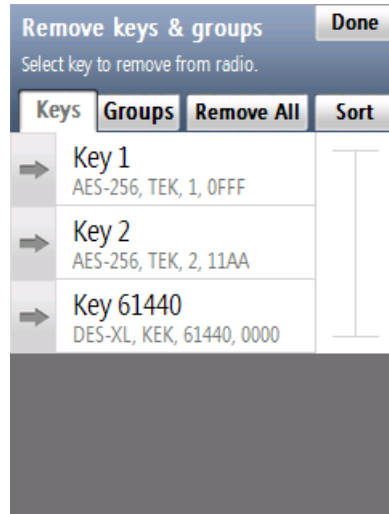 Remove keys & groups
Done
Select key to remove from radio.
Keys
Groups
Remove All
Sort
Key 1
AES-256, TEK, 1, 0FFF
Key 2
AES-256, TEK, 2, 11AA
Key 61440
DES-XL, KEK, 61440, 0000